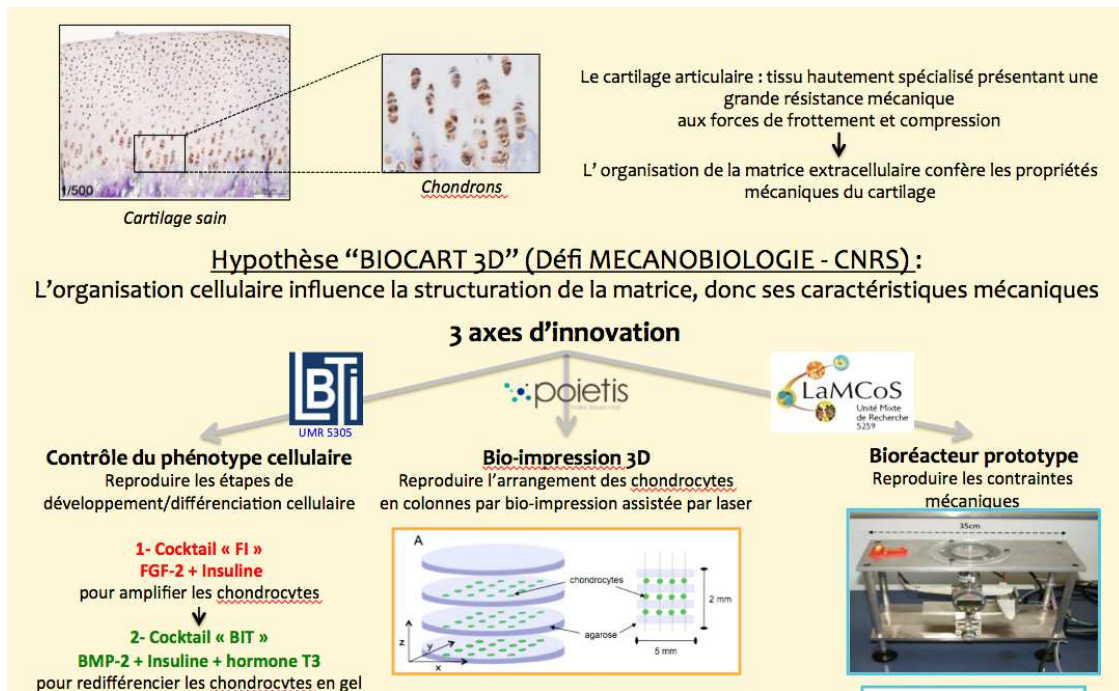 Le cartilage articulaire : tissu hautement spécialisé présentant une
grande résistance mécanique
aux forces de frottement et compression
L' organisation de la matrice extracellulaire confère les propriétés
mécaniques du cartilage
1/500
Cartilage sain
Chondrons
Hypothèse “BIOCART 3D” (Défi MECANOBIOLOGIE - CNRS) :
L’organisation cellulaire influence la structuration de la matrice, donc ses caractéristiques mécaniques
3 axes d’innovation
LBTi
UMR 5305
poietis
LaMCoS
Unité Mixte
de Recherche
5259
Contrôle du phénotype cellulaire
Reproduire les étapes de
développement/différenciation cellulaire
1- Cocktail « FI »
FGF-2 + Insuline
pour amplifier les chondrocytes
2- Cocktail « BIT »
BMP-2 + Insuline + hormone T3
pour redifférencier les chondrocytes en gel
Bio-impression 3D
Reproduire l’arrangement des chondrocytes
en colonnes par bio-impression assistée par laser
A
chondrocytes
agarose
z
y
x
2 mm
5 mm
Bioréacteur prototype
Reproduire les contraintes
mécaniques
35cm